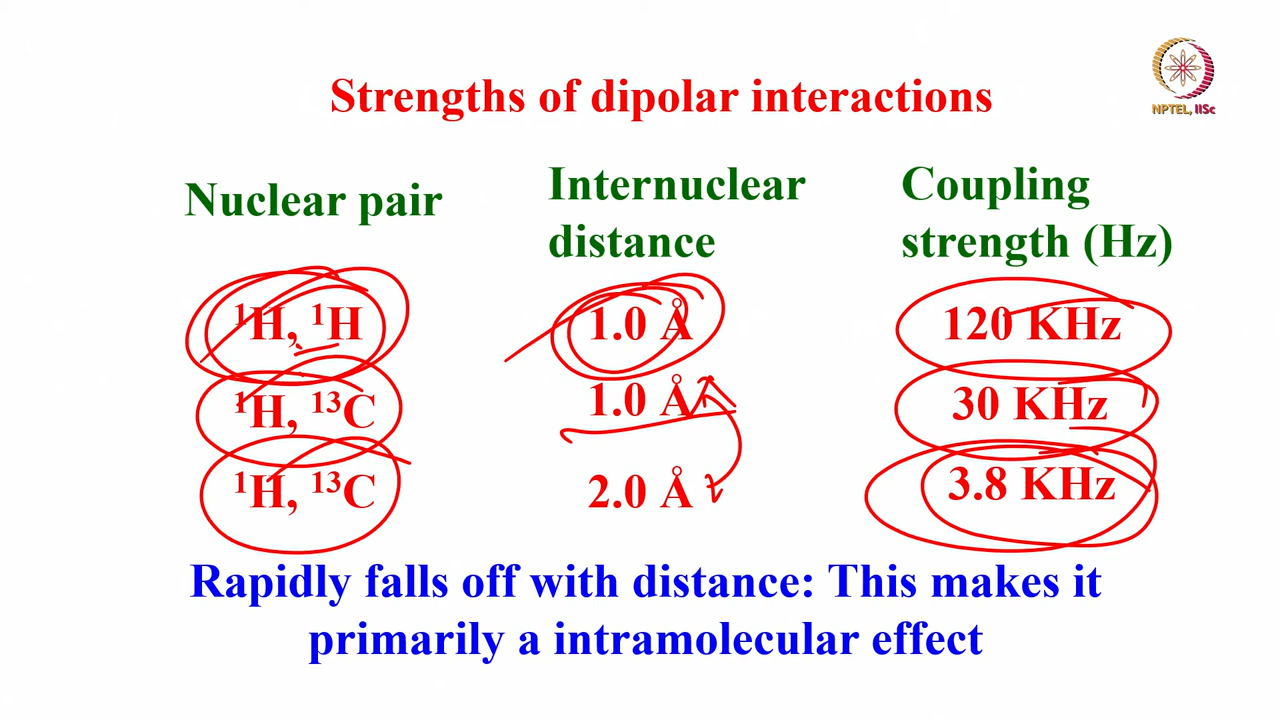 NPTEL, IISc
Strengths of dipolar interactions
Nuclear pair
Internuclear
distance
Coupling
strength (Hz)
¹H, ¹H
1.0 Å
120 KHz
¹H, ¹³C
1.0 Å
30 KHz
¹H, ¹³C
2.0 Å
3.8 KHz
Rapidly falls off with distance: This makes it
primarily a intramolecular effect